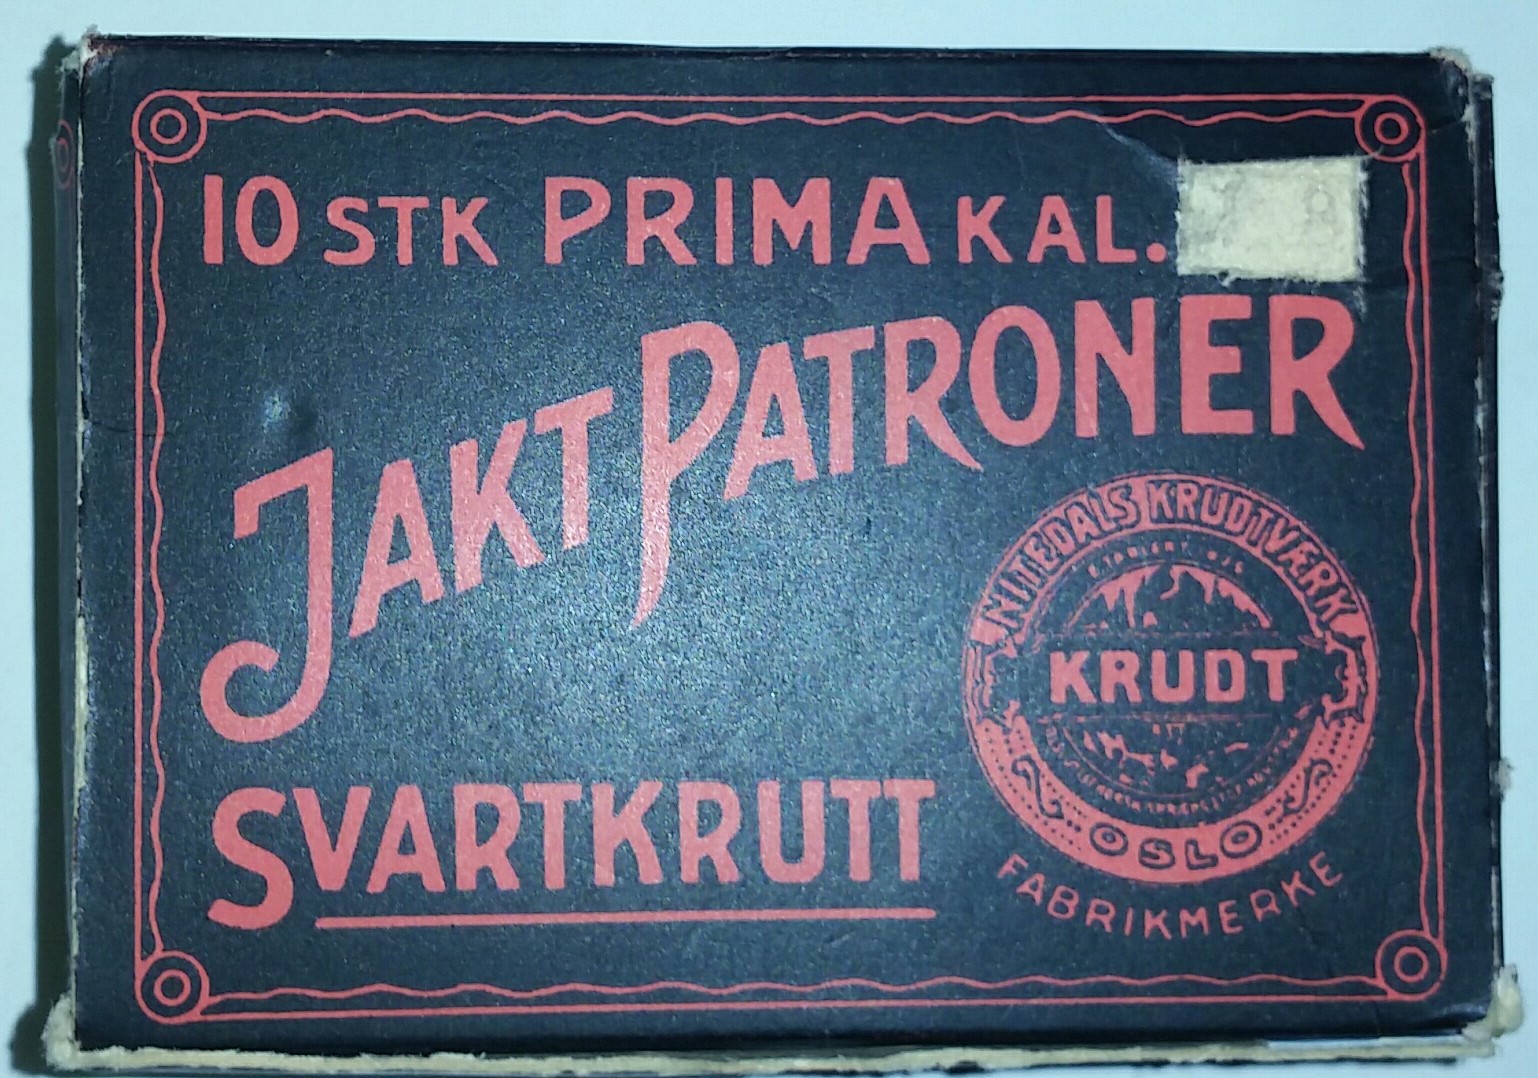 10 STK PRIMA KAL.
JAKTPATRONER
SVARTKRUTT
NITEDALS KRUDTVÆRK
KRUDT
OSLO
FABRIKMERKE